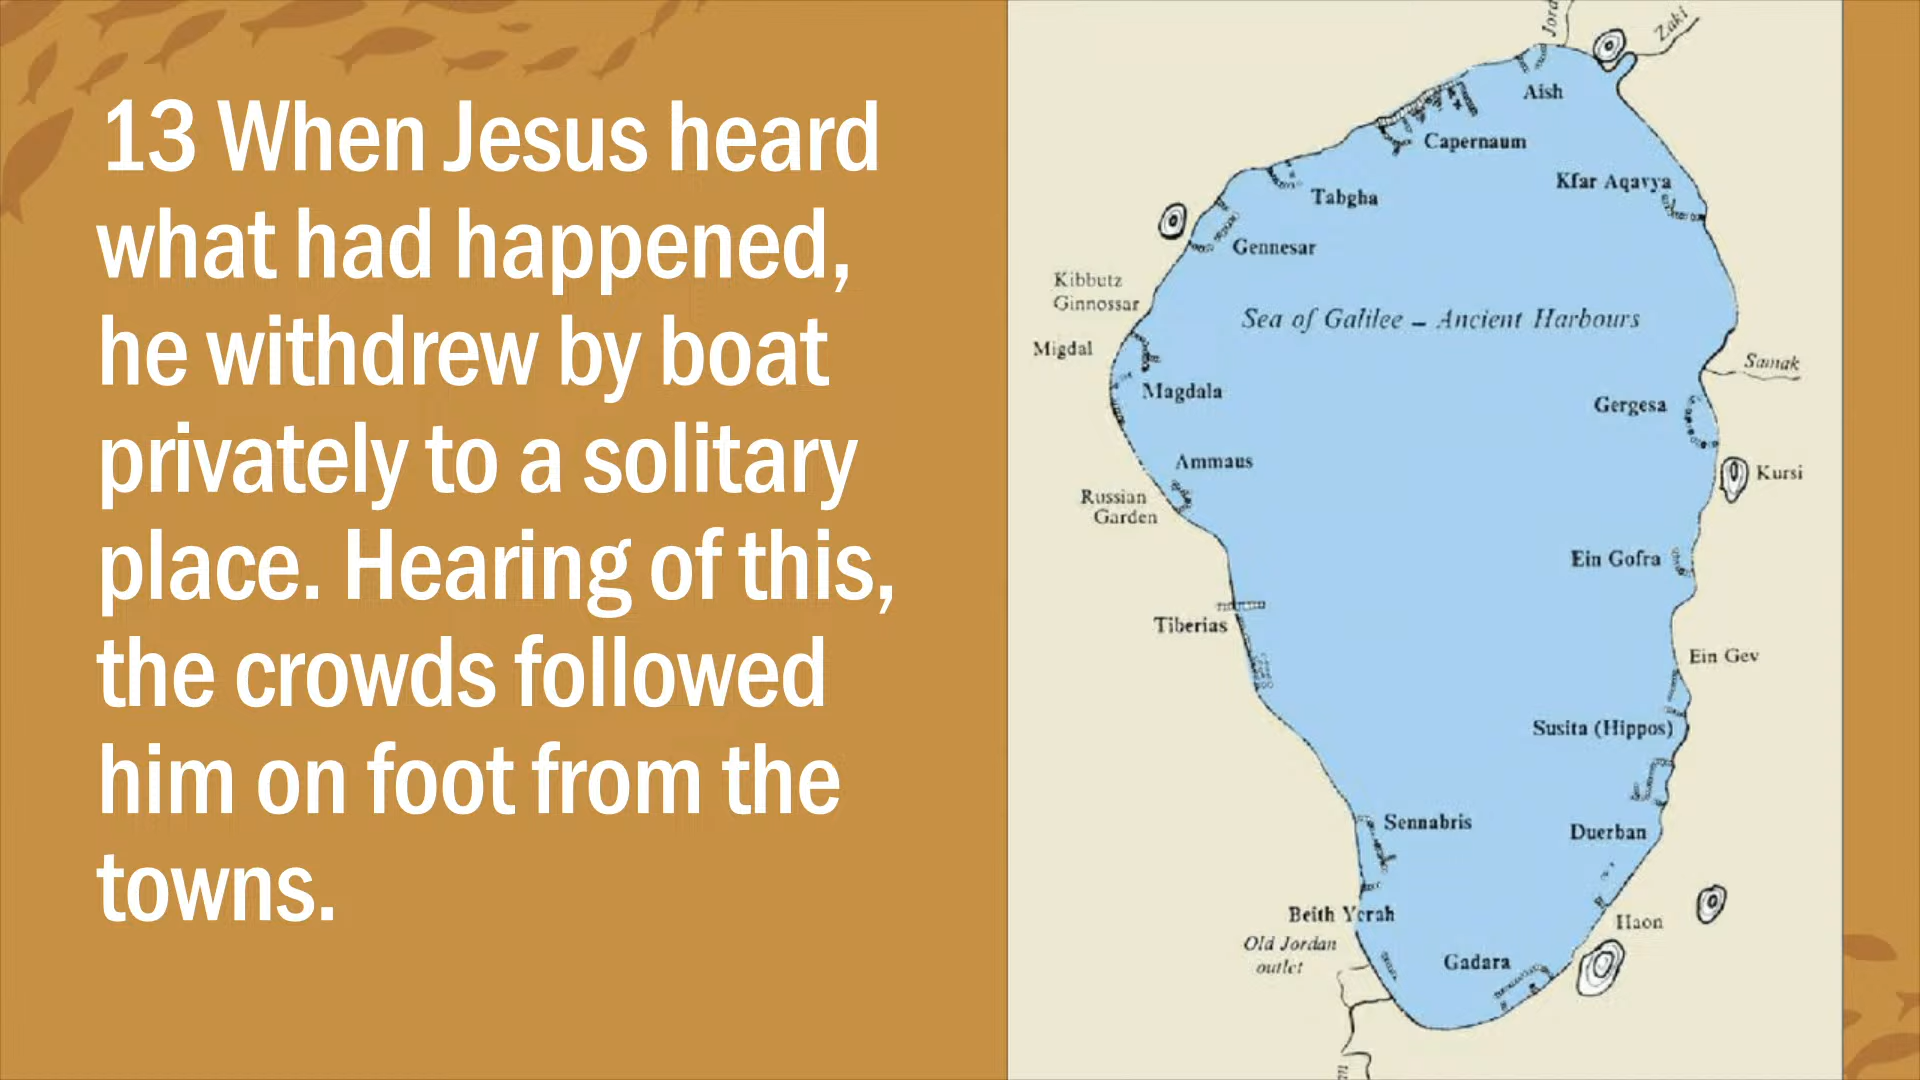 13 When Jesus heard
what had happened,
he withdrew by boat
privately to a solitary
place. Hearing of this,
the crowds followed
him on foot from the
towns.
Zaki
Aish
Capernaum
Kfar Aqavya
Tabgha
Gennesar
Kibbutz
Ginnossar
Sea of Galilee – Ancient Harbours
Migdal
Samak
Magdala
Gergesa
Ammaus
Kursi
Russian
Garden
Ein Gofra
Tiberias
Ein Gev
Susita (Hippos)
Sennabris
Duerban
Beith Yerah
Haon
Old Jordan
outlet
Gadara